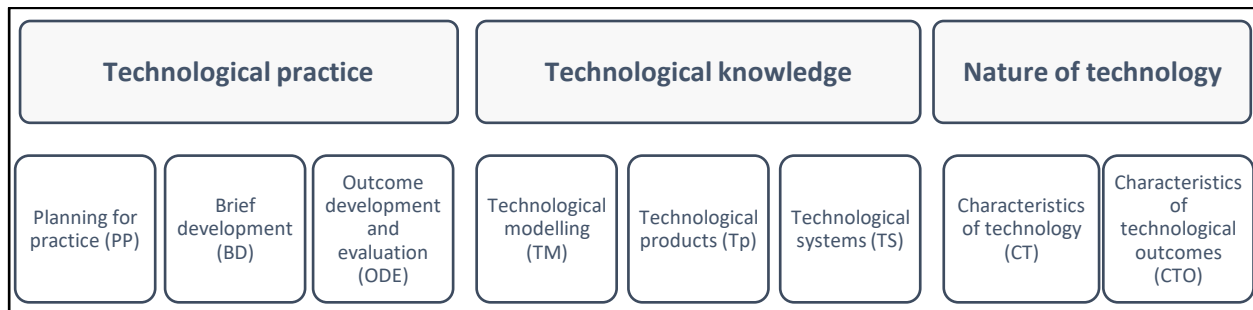 Technological practice
Technological knowledge
Nature of technology
Planning for
practice (PP)
Brief
development
(BD)
Outcome
development
and
evaluation
(ODE)
Technological
modelling
(TM)
Technological
products (Tp)
Technological
systems (TS)
Characteristics
of technology
(CT)
Characteristics
of
technological
outcomes
(CTO)